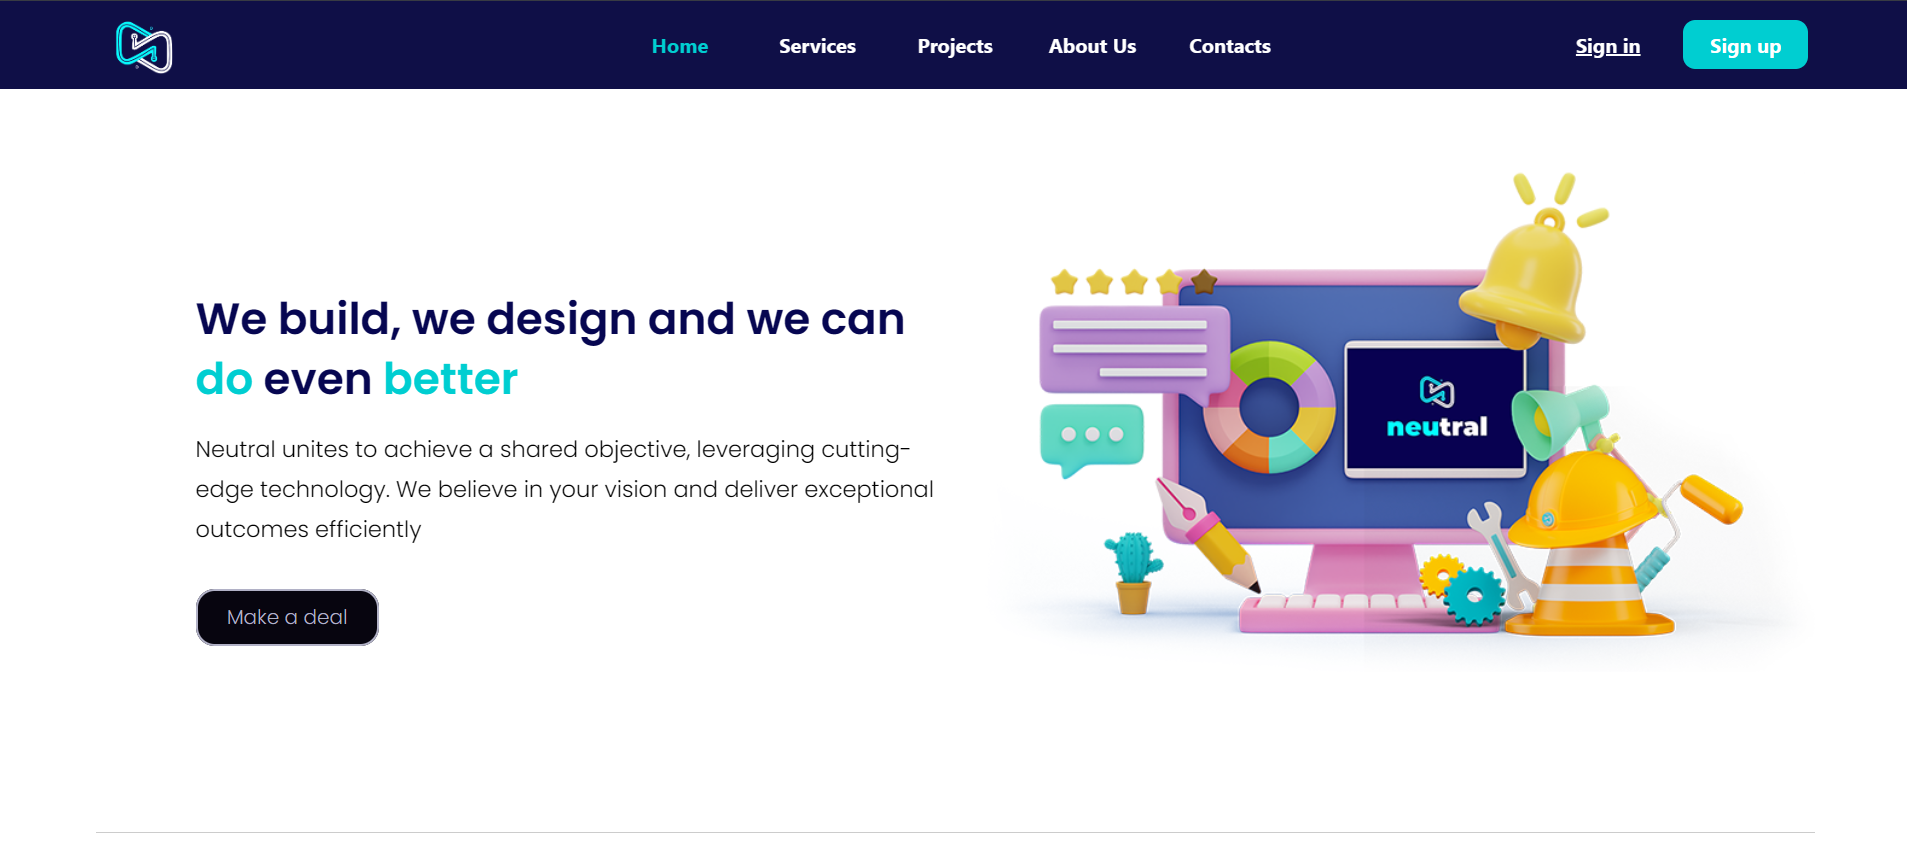 Home Services Projects About Us Contacts Sign in Sign up
We build, we design and we can
do even better
Neutral unites to achieve a shared objective, leveraging cutting-
edge technology. We believe in your vision and deliver exceptional
outcomes efficiently
Make a deal
neutral